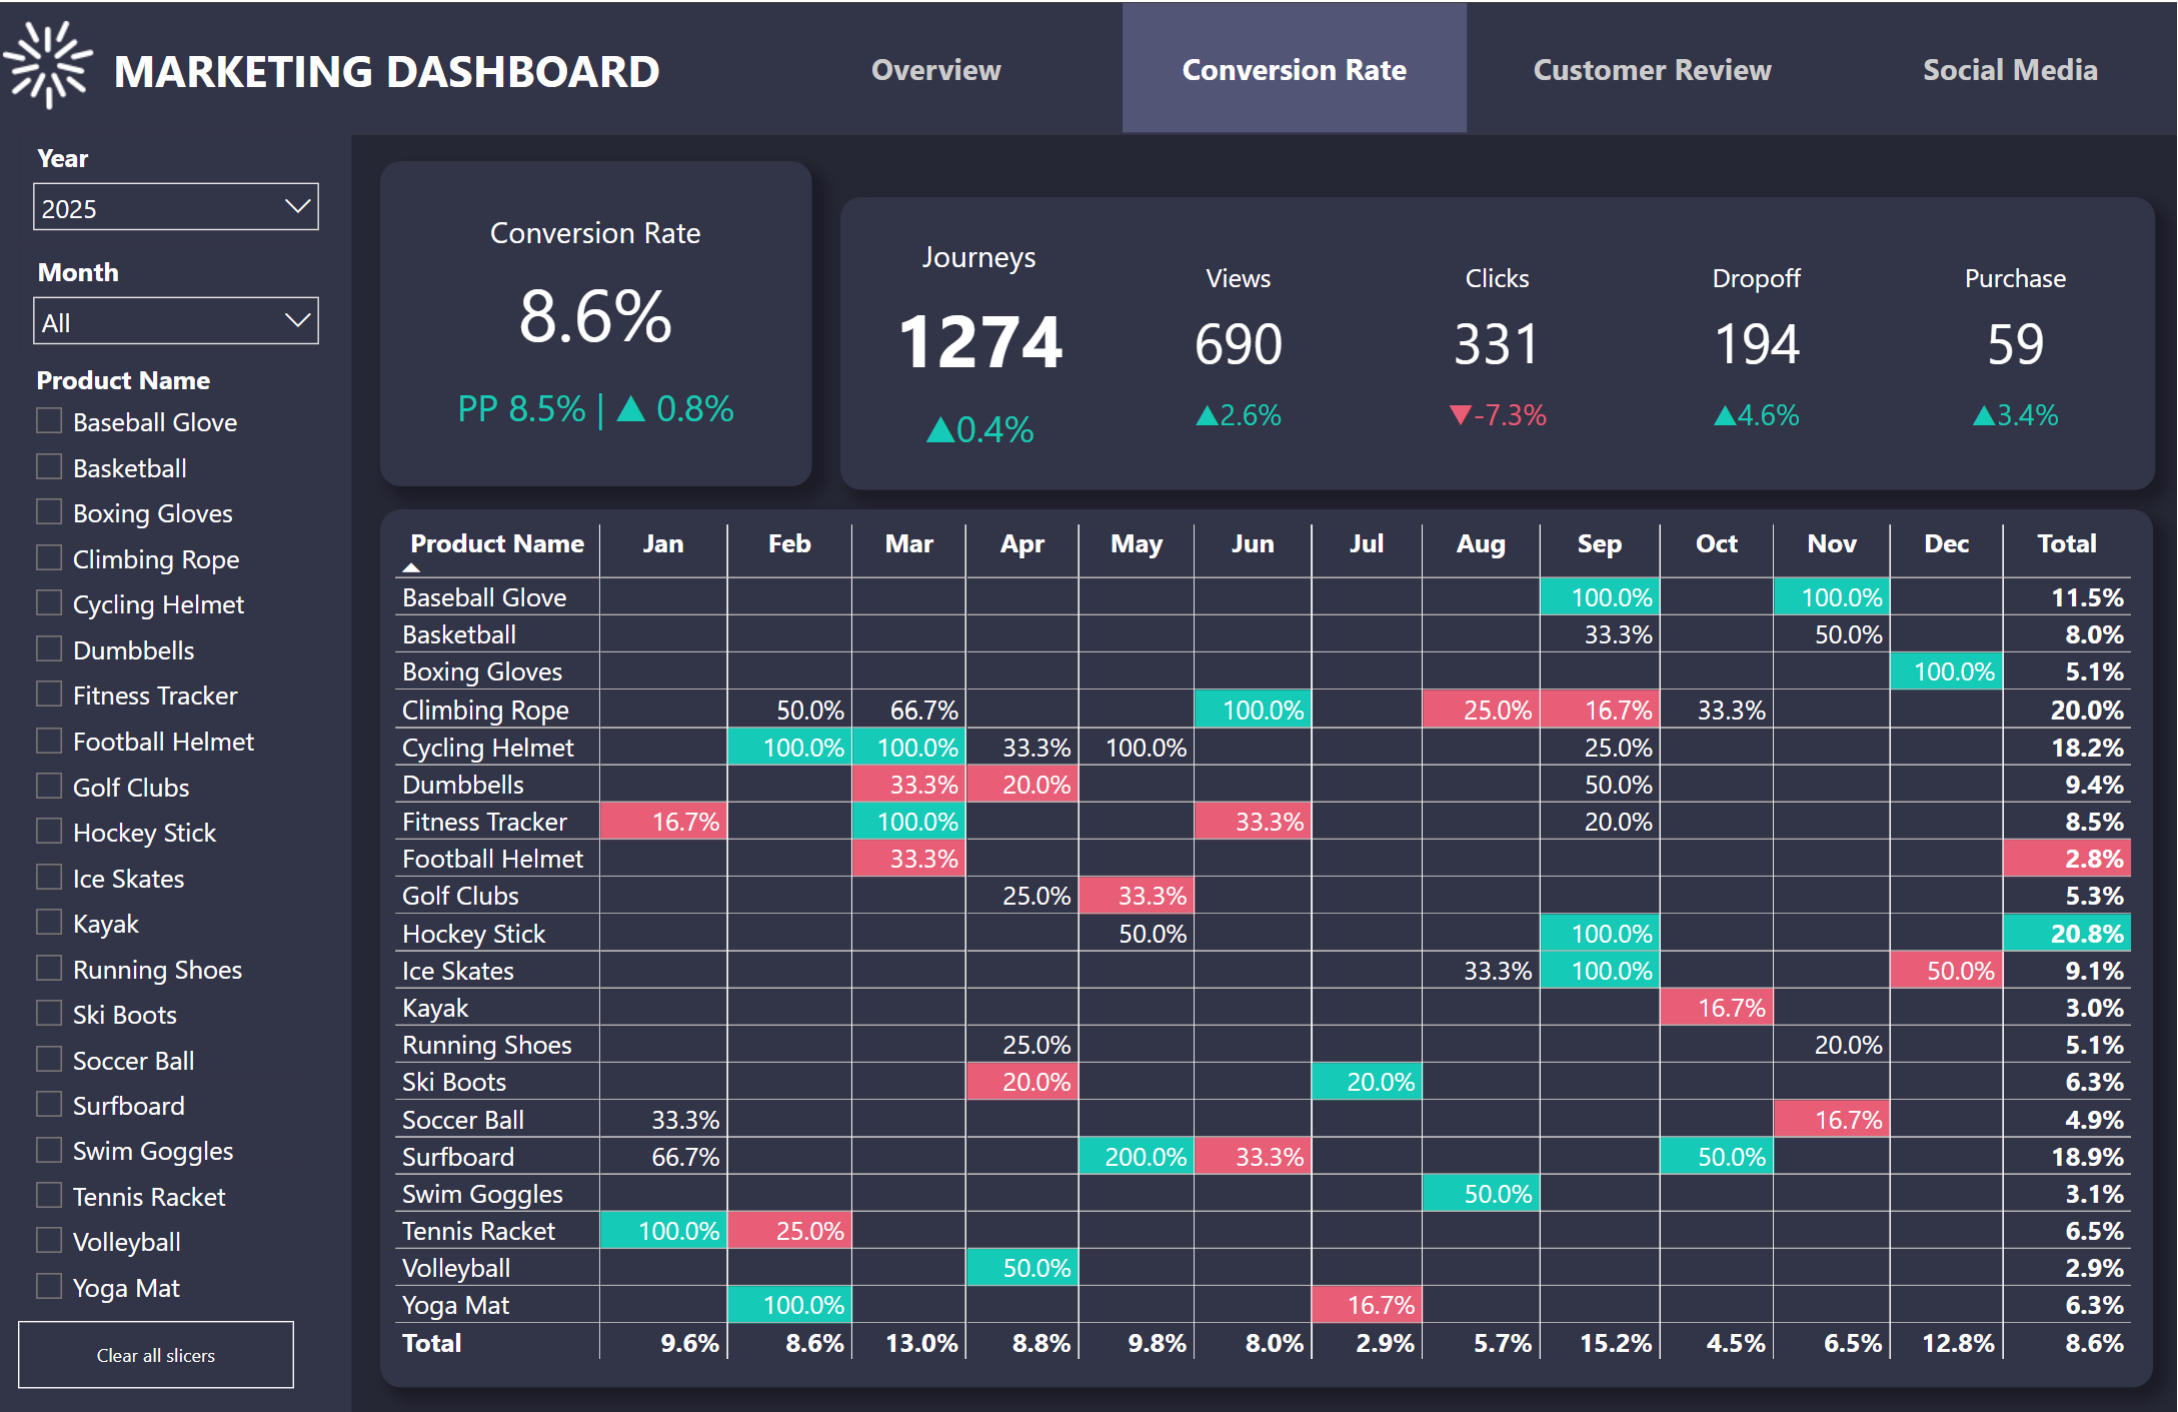 MARKETING DASHBOARD
Overview
Conversion Rate
Customer Review
Social Media
Year
2025
Month
All
Product Name
Baseball Glove
Basketball
Boxing Gloves
Climbing Rope
Cycling Helmet
Dumbbells
Fitness Tracker
Football Helmet
Golf Clubs
Hockey Stick
Ice Skates
Kayak
Running Shoes
Ski Boots
Soccer Ball
Surfboard
Swim Goggles
Tennis Racket
Volleyball
Yoga Mat
Clear all slicers
Conversion Rate
8.6%
PP 8.5% | ▲ 0.8%
Journeys
1274
▲0.4%
Views
690
▲2.6%
Clicks
331
▼-7.3%
Dropoff
194
▲4.6%
Purchase
59
▲3.4%
Product Name Jan Feb Mar Apr May Jun Jul Aug Sep Oct Nov Dec Total
Baseball Glove 100.0% 100.0% 11.5%
Basketball 33.3% 50.0% 8.0%
Boxing Gloves 100.0% 5.1%
Climbing Rope 50.0% 66.7% 100.0% 25.0% 16.7% 33.3% 20.0%
Cycling Helmet 100.0% 100.0% 33.3% 100.0% 25.0% 18.2%
Dumbbells 33.3% 20.0% 50.0% 9.4%
Fitness Tracker 16.7% 100.0% 33.3% 20.0% 8.5%
Football Helmet 33.3% 2.8%
Golf Clubs 25.0% 33.3% 5.3%
Hockey Stick 50.0% 100.0% 20.8%
Ice Skates 33.3% 100.0% 50.0% 9.1%
Kayak 16.7% 3.0%
Running Shoes 25.0% 20.0% 5.1%
Ski Boots 20.0% 20.0% 6.3%
Soccer Ball 33.3% 16.7% 4.9%
Surfboard 66.7% 200.0% 33.3% 50.0% 18.9%
Swim Goggles 50.0% 3.1%
Tennis Racket 100.0% 25.0% 6.5%
Volleyball 50.0% 2.9%
Yoga Mat 100.0% 16.7% 6.3%
Total 9.6% 8.6% 13.0% 8.8% 9.8% 8.0% 2.9% 5.7% 15.2% 4.5% 6.5% 12.8% 8.6%